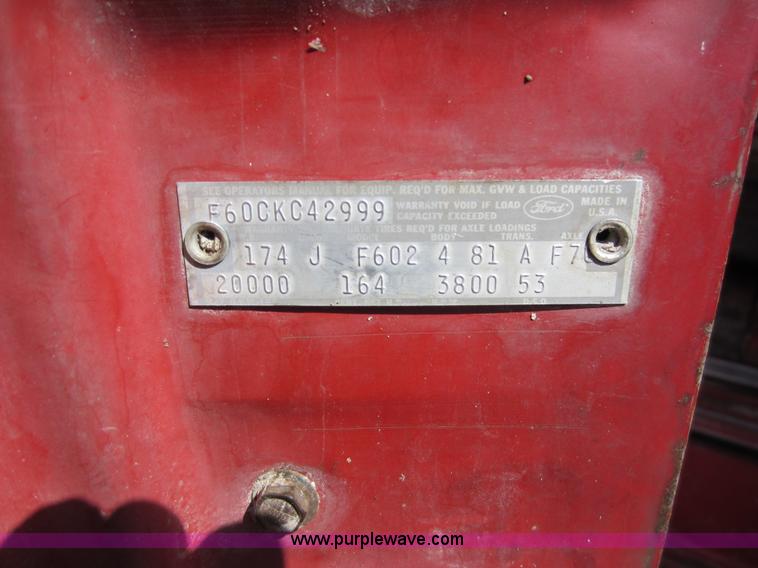 SEE OPERATORS MANUAL FOR EQUIP. REQ'D FOR MAX. GVW & LOAD CAPACITIES
F60CKC42999 WARRANTY VOID IF LOAD CAPACITY EXCEEDED Ford MADE IN U.S.A.
RATE TIRES REQ'D FOR AXLE LOADINGS
BODY TRANS. AXLE
174 J F602 4 81 A F7
20000 164 3800 53
www.purplewave.com